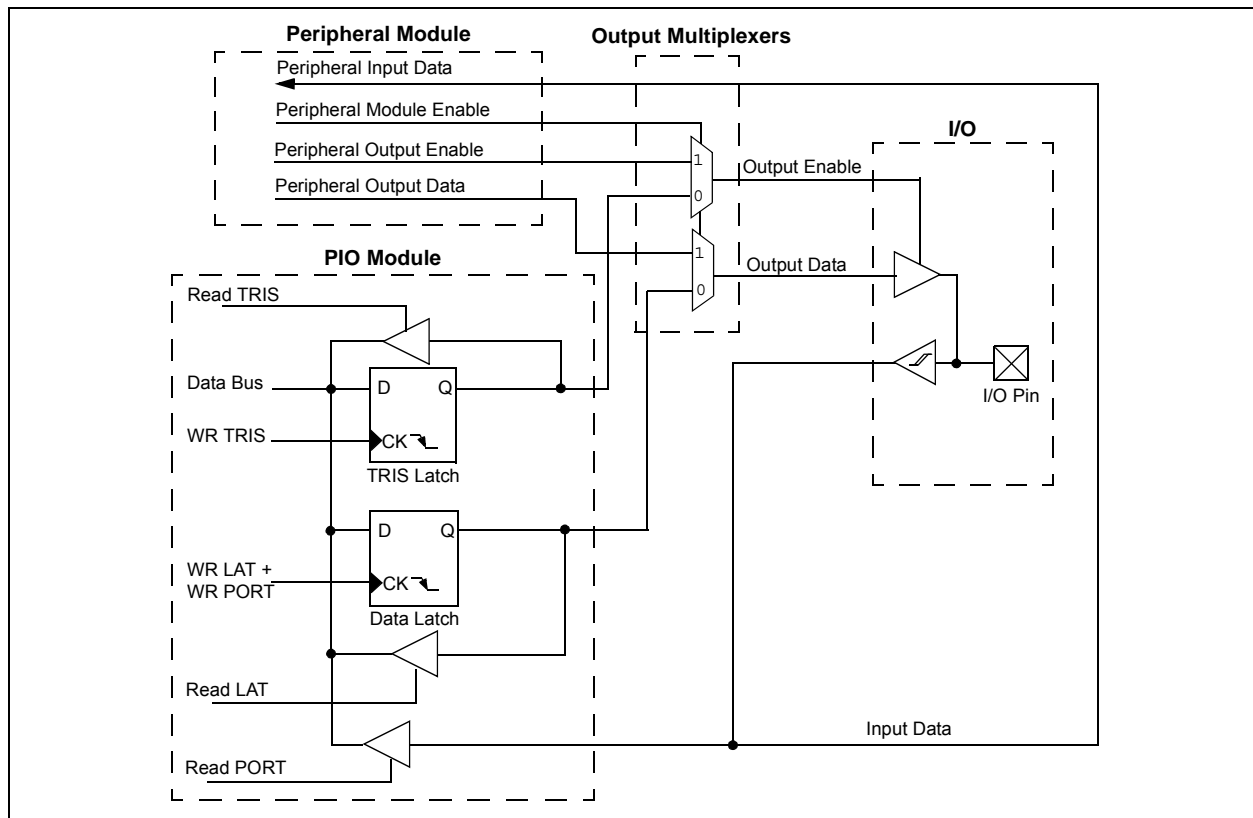 Peripheral Module
Output Multiplexers
Peripheral Input Data
Peripheral Module Enable
Peripheral Output Enable
Peripheral Output Data
1
0
1
0
Output Enable
Output Data
I/O
I/O Pin
PIO Module
Read TRIS
Data Bus
D
Q
WR TRIS
CK
TRIS Latch
D
Q
WR LAT +
WR PORT
CK
Data Latch
Read LAT
Input Data
Read PORT